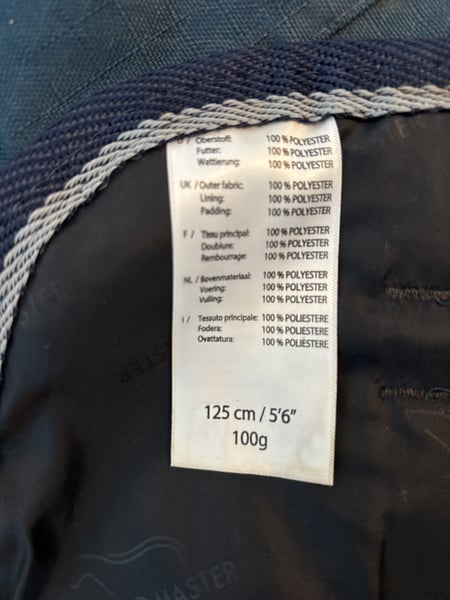 D / Oberstoff: 100 % POLYESTER
Futter: 100 % POLYESTER
Wattierung: 100 % POLYESTER
UK / Outer fabric: 100 % POLYESTER
Lining: 100 % POLYESTER
Padding: 100 % POLYESTER
F / Tissu principal: 100 % POLYESTER
Doublure: 100 % POLYESTER
Rembourrage: 100 % POLYESTER
NL / Bovenmateriaal: 100 % POLYESTER
Voering: 100 % POLYESTER
Vulling: 100 % POLYESTER
I / Tessuto principale: 100 % POLIESTERE
Fodera: 100 % POLIESTERE
Ovattatura: 100 % POLIESTERE
125 cm / 5'6"
100g
MASTER